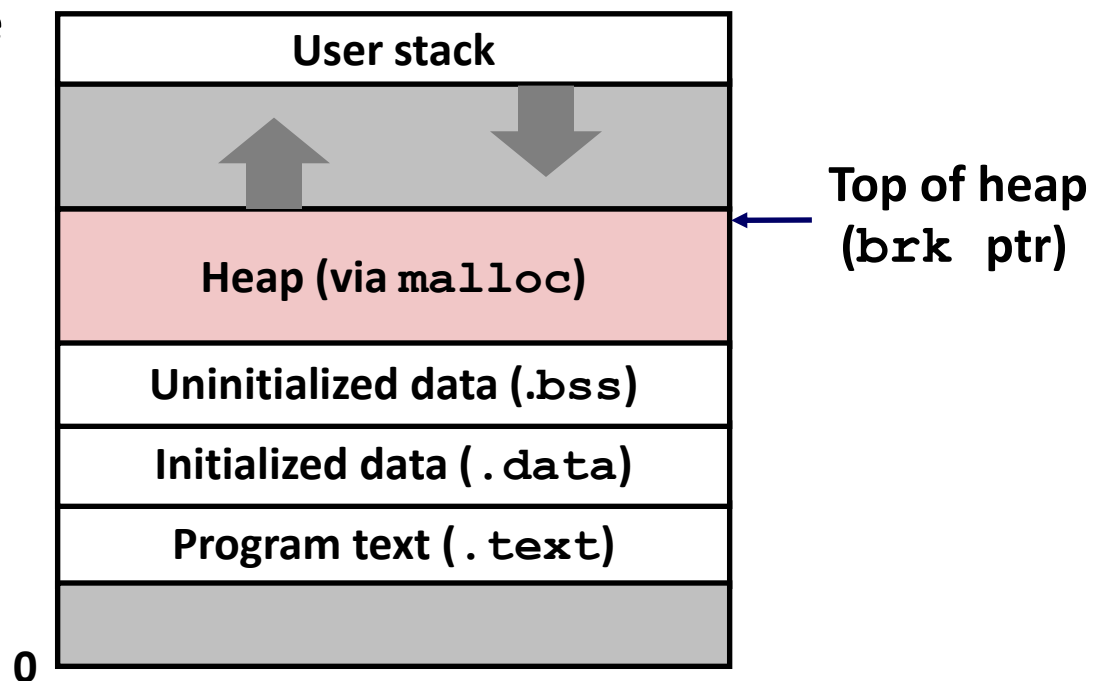 e
User stack
Top of heap
(brk ptr)
Heap (via malloc)
Uninitialized data (.bss)
Initialized data (.data)
Program text (.text)
0